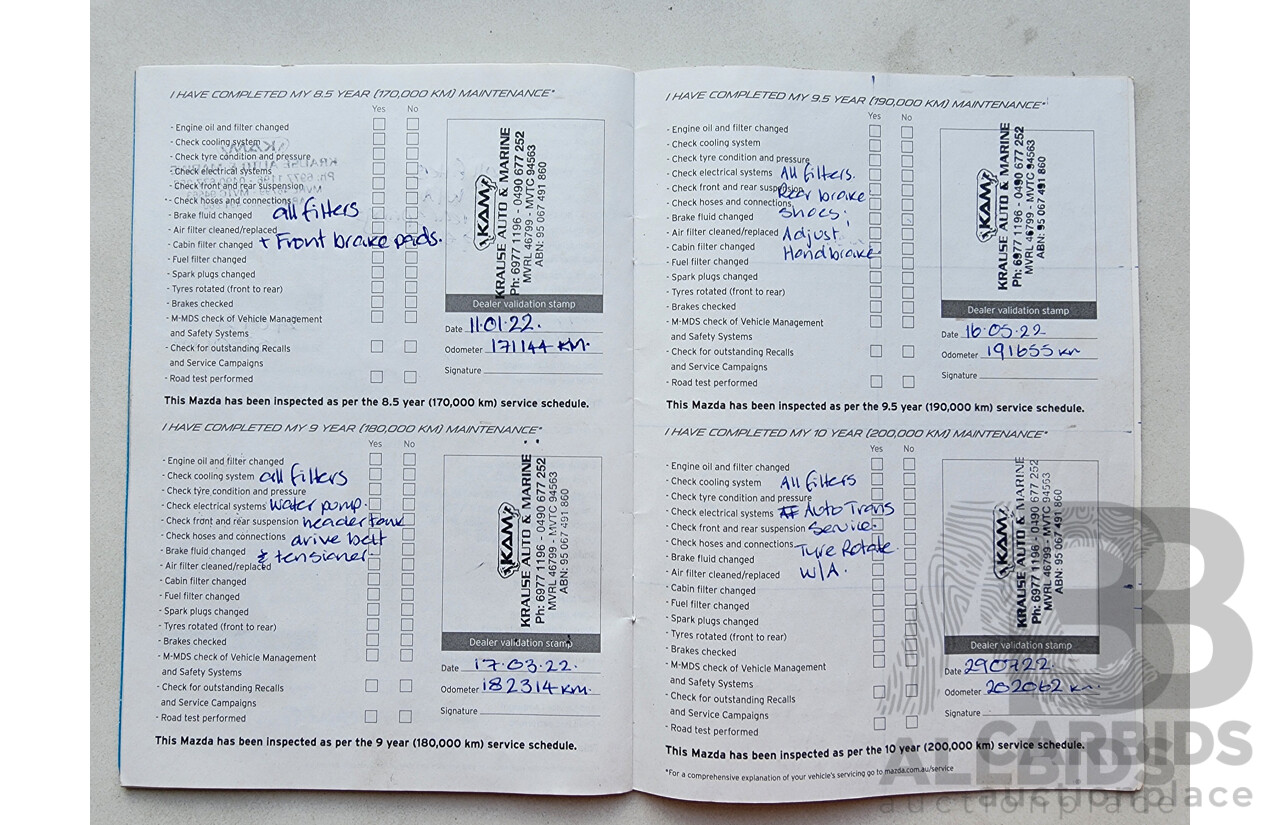 I HAVE COMPLETED MY 8.5 YEAR (170,000 KM) MAINTENANCE*
Yes No
- Engine oil and filter changed
- Check cooling system
- Check tyre condition and pressure
- Check electrical systems
- Check front and rear suspension
- Check hoses and connections
- Brake fluid changed
all filters
- Air filter cleaned/replaced
- Cabin filter changed
+ Front brake pads.
- Fuel filter changed
- Spark plugs changed
- Tyres rotated (front to rear)
- Brakes checked
- M-MDS check of Vehicle Management
and Safety Systems
- Check for outstanding Recalls
and Service Campaigns
- Road test performed
KAM
KRAUSE AUTO & MARINE
Ph: 6977 1196 - 0490 677 252
MVRL 46799 - MVTC 94563
ABN: 95 067 491 860
Dealer validation stamp
Date 11.01.22.
Odometer 171144 KM.
Signature
This Mazda has been inspected as per the 8.5 year (170,000 km) service schedule.
I HAVE COMPLETED MY 9 YEAR (180,000 KM) MAINTENANCE*
Yes No
- Engine oil and filter changed
- Check cooling system all filters
- Check tyre condition and pressure
- Check electrical systems water pump.
- Check front and rear suspension header tank
- Check hoses and connections drive belt
- Brake fluid changed & tensioner
- Air filter cleaned/replaced
- Cabin filter changed
- Fuel filter changed
- Spark plugs changed
- Tyres rotated (front to rear)
- Brakes checked
- M-MDS check of Vehicle Management
and Safety Systems
- Check for outstanding Recalls
and Service Campaigns
- Road test performed
KAM
KRAUSE AUTO & MARINE
Ph: 6977 1196 - 0490 677 252
MVRL 46799 - MVTC 94563
ABN: 95 067 491 860
Dealer validation stamp
Date 17.03.22.
Odometer 182314 KM.
Signature
This Mazda has been inspected as per the 9 year (180,000 km) service schedule.
I HAVE COMPLETED MY 9.5 YEAR (190,000 KM) MAINTENANCE*
Yes No
- Engine oil and filter changed
- Check cooling system
- Check tyre condition and pressure
- Check electrical systems All filters.
- Check front and rear suspension
- Check hoses and connections Rear brake
- Brake fluid changed shoes;
- Air filter cleaned/replaced Adjust
- Cabin filter changed Handbrake
- Fuel filter changed
- Spark plugs changed
- Tyres rotated (front to rear)
- Brakes checked
- M-MDS check of Vehicle Management
and Safety Systems
- Check for outstanding Recalls
and Service Campaigns
- Road test performed
KAM
KRAUSE AUTO & MARINE
Ph: 6977 1196 - 0490 677 252
MVRL 46799 - MVTC 94563
ABN: 95 067 491 860
Dealer validation stamp
Date 16.05.22
Odometer 191655 km
Signature
This Mazda has been inspected as per the 9.5 year (190,000 km) service schedule.
I HAVE COMPLETED MY 10 YEAR (200,000 KM) MAINTENANCE*
Yes No
- Engine oil and filter changed
- Check cooling system All filters
- Check tyre condition and pressure
- Check electrical systems Auto Trans
- Check front and rear suspension Service.
- Check hoses and connections Tyre Rotate.
- Brake fluid changed
- Air filter cleaned/replaced W/A.
- Cabin filter changed
- Fuel filter changed
- Spark plugs changed
- Tyres rotated (front to rear)
- Brakes checked
- M-MDS check of Vehicle Management
and Safety Systems
- Check for outstanding Recalls
and Service Campaigns
- Road test performed
KAM
KRAUSE AUTO & MARINE
Ph: 6977 1196 - 0490 677 252
MVRL 46799 - MVTC 94563
ABN: 95 067 491 860
Dealer validation stamp
Date 290722
Odometer 202062 km.
Signature
This Mazda has been inspected as per the 10 year (200,000 km) service schedule.
*For a comprehensive explanation of your vehicle's servicing go to mazda.com.au/service
CARBIDS
ALLBIDS
auctionplace
auctionplace